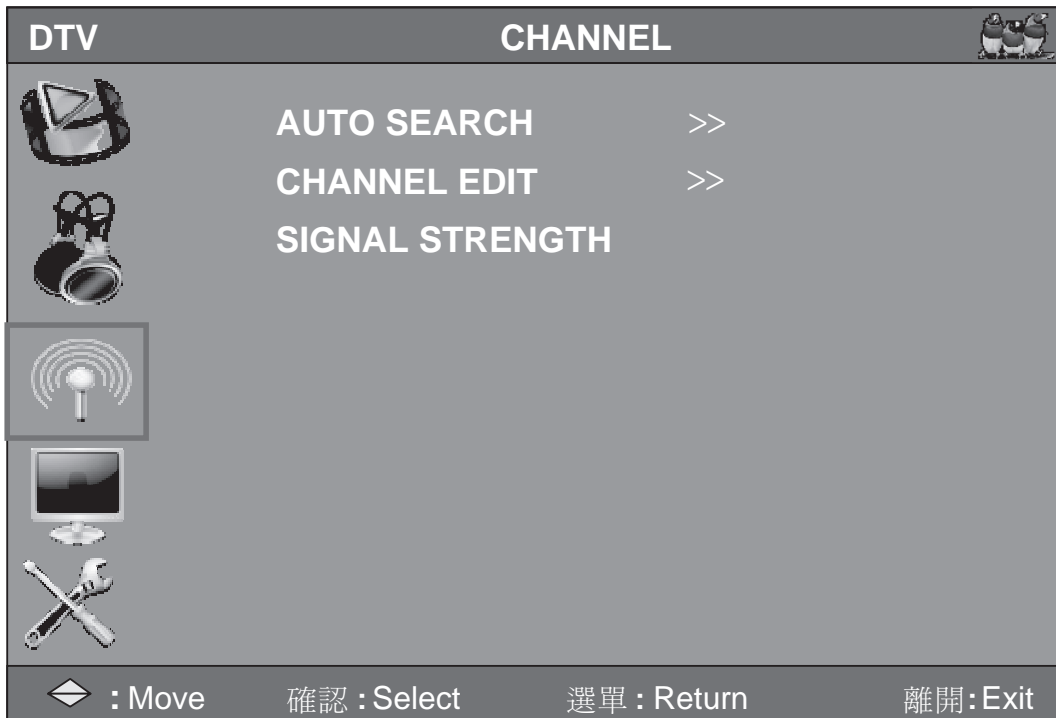 DTV CHANNEL
AUTO SEARCH >>
CHANNEL EDIT >>
SIGNAL STRENGTH
: Move 確認 : Select 選單 : Return 離開: Exit